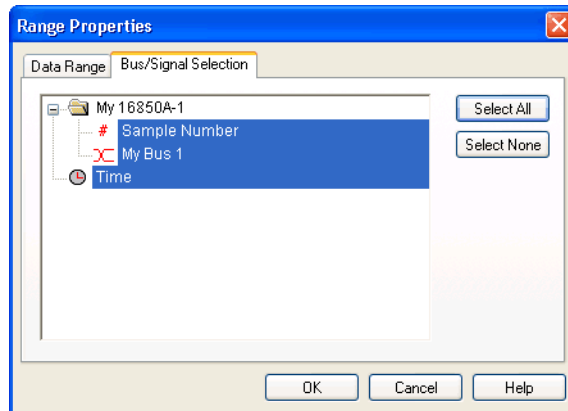 Range Properties
Data Range Bus/Signal Selection
My 16850A-1
Select All
# Sample Number
My Bus 1
Select None
Time
OK Cancel Help